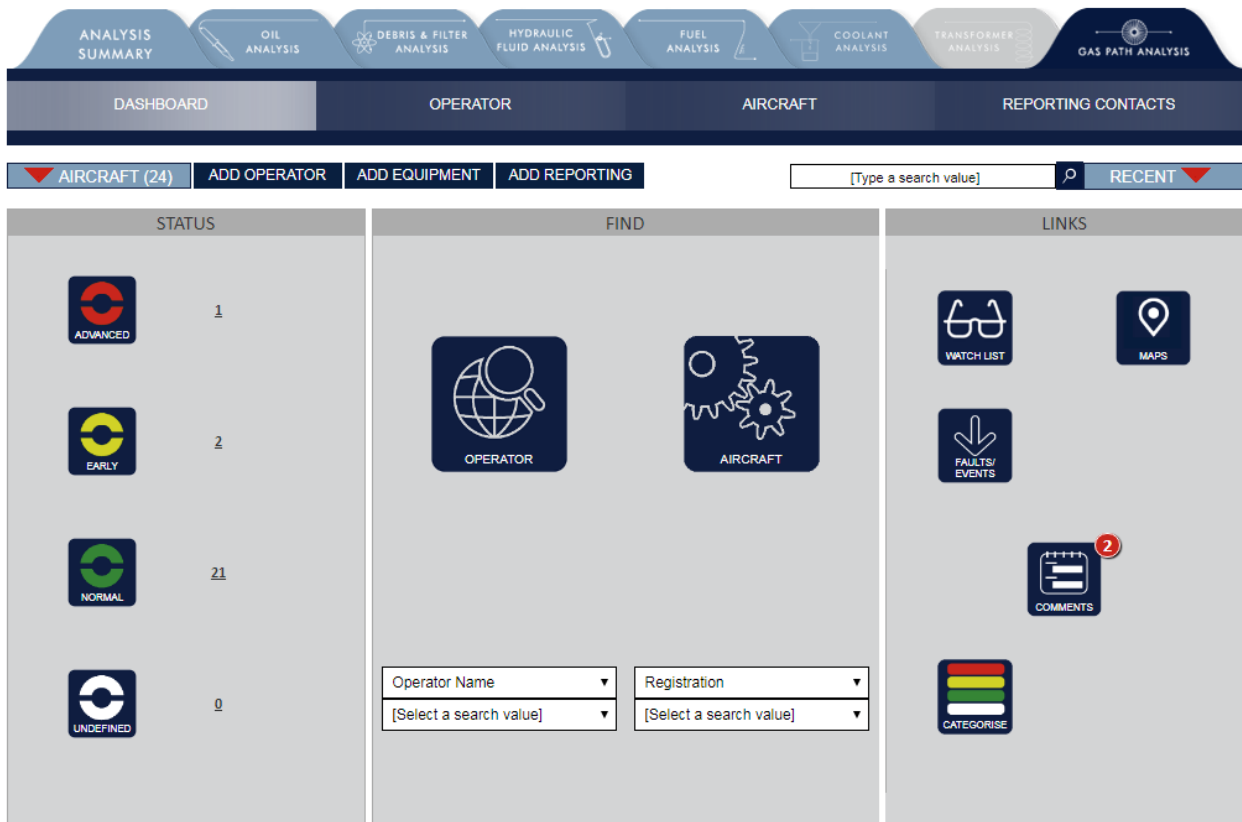 ANALYSIS
SUMMARY
OIL
ANALYSIS
DEBRIS & FILTER
ANALYSIS
HYDRAULIC
FLUID ANALYSIS
FUEL
ANALYSIS
COOLANT
ANALYSIS
TRANSFORMER
ANALYSIS
GAS PATH ANALYSIS
DASHBOARD
OPERATOR
AIRCRAFT
REPORTING CONTACTS
AIRCRAFT (24)
ADD OPERATOR
ADD EQUIPMENT
ADD REPORTING
[Type a search value]
RECENT
STATUS
FIND
LINKS
ADVANCED
1
EARLY
2
NORMAL
21
UNDEFINED
0
OPERATOR
AIRCRAFT
Operator Name
[Select a search value]
Registration
[Select a search value]
WATCH LIST
MAPS
FAULTS/
EVENTS
2
COMMENTS
CATEGORISE